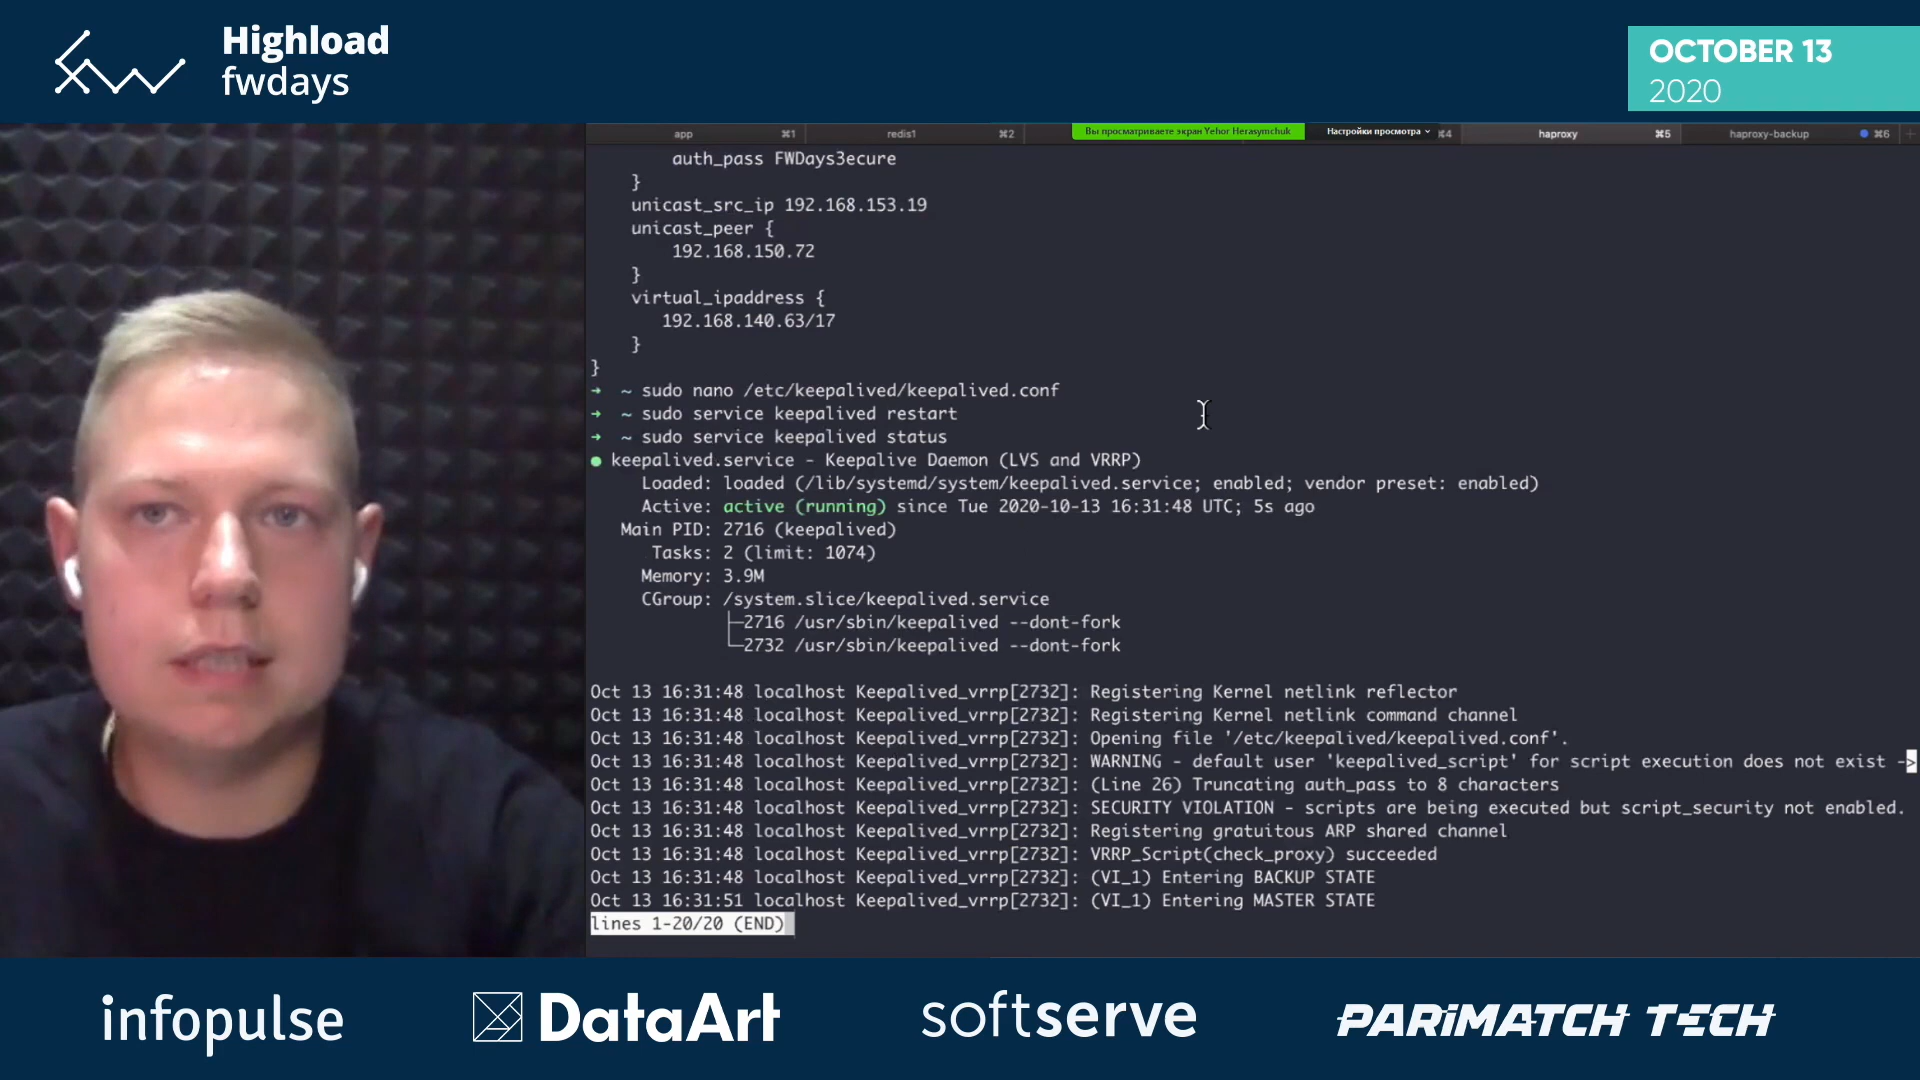 Highload
fwdays
OCTOBER 13
2020
app ⌘1 redis1 ⌘2 Вы просматриваете экран Yehor Herasymchuk Настройки просмотра ⌘4 haproxy ⌘5 haproxy-backup ⌘6
auth_pass FWDays3ecure
}
unicast_src_ip 192.168.153.19
unicast_peer {
192.168.150.72
}
virtual_ipaddress {
192.168.140.63/17
}
}
→ ~ sudo nano /etc/keepalived/keepalived.conf
→ ~ sudo service keepalived restart
→ ~ sudo service keepalived status
● keepalived.service - Keepalive Daemon (LVS and VRRP)
Loaded: loaded (/lib/systemd/system/keepalived.service; enabled; vendor preset: enabled)
Active: active (running) since Tue 2020-10-13 16:31:48 UTC; 5s ago
Main PID: 2716 (keepalived)
Tasks: 2 (limit: 1074)
Memory: 3.9M
CGroup: /system.slice/keepalived.service
├─2716 /usr/sbin/keepalived --dont-fork
└─2732 /usr/sbin/keepalived --dont-fork
Oct 13 16:31:48 localhost Keepalived_vrrp[2732]: Registering Kernel netlink reflector
Oct 13 16:31:48 localhost Keepalived_vrrp[2732]: Registering Kernel netlink command channel
Oct 13 16:31:48 localhost Keepalived_vrrp[2732]: Opening file '/etc/keepalived/keepalived.conf'.
Oct 13 16:31:48 localhost Keepalived_vrrp[2732]: WARNING - default user 'keepalived_script' for script execution does not exist ->
Oct 13 16:31:48 localhost Keepalived_vrrp[2732]: (Line 26) Truncating auth_pass to 8 characters
Oct 13 16:31:48 localhost Keepalived_vrrp[2732]: SECURITY VIOLATION - scripts are being executed but script_security not enabled.
Oct 13 16:31:48 localhost Keepalived_vrrp[2732]: Registering gratuitous ARP shared channel
Oct 13 16:31:48 localhost Keepalived_vrrp[2732]: VRRP_Script(check_proxy) succeeded
Oct 13 16:31:48 localhost Keepalived_vrrp[2732]: (VI_1) Entering BACKUP STATE
Oct 13 16:31:51 localhost Keepalived_vrrp[2732]: (VI_1) Entering MASTER STATE
lines 1-20/20 (END)
infopulse DataArt softserve PARIMATCH TECH